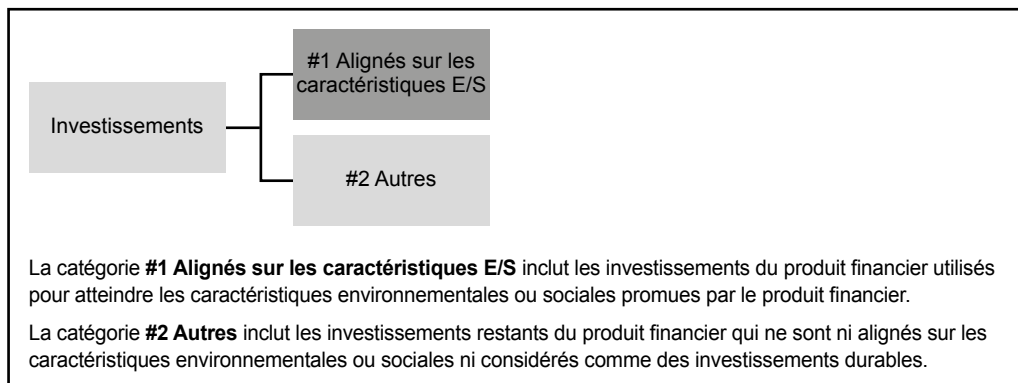 #1 Alignés sur les
caractéristiques E/S
Investissements
#2 Autres
La catégorie #1 Alignés sur les caractéristiques E/S inclut les investissements du produit financier utilisés
pour atteindre les caractéristiques environnementales ou sociales promues par le produit financier.
La catégorie #2 Autres inclut les investissements restants du produit financier qui ne sont ni alignés sur les
caractéristiques environnementales ou sociales ni considérés comme des investissements durables.